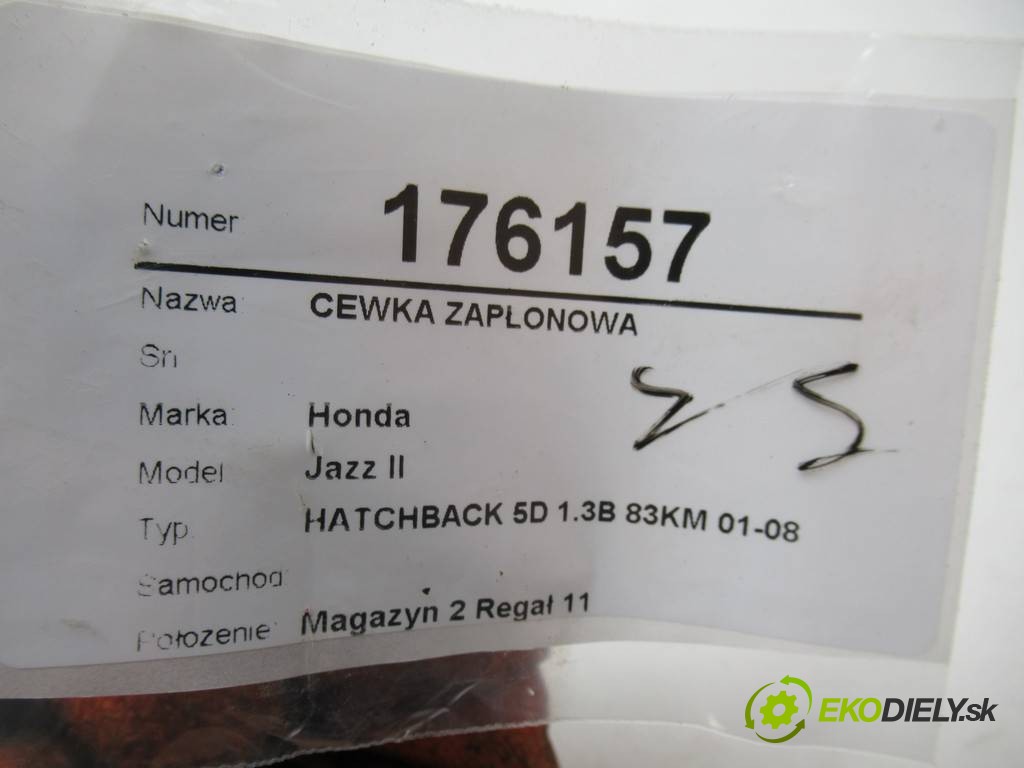 Numer 176157
Nazwa: CEWKA ZAPŁONOWA
Sn
Marka: Honda
Model Jazz II
Typ HATCHBACK 5D 1.3B 83KM 01-08
Samochód
Położenie: Magazyn 2 Regał 11
EKODIELY.sk